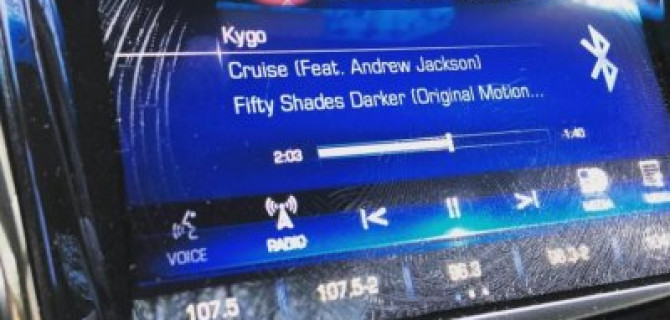 Kygo
Cruise (Feat. Andrew Jackson)
Fifty Shades Darker (Original Motion...
2:03
-1:40
VOICE
RADIO
MEDIA
107.5
107.5-2
96.3
96.3-2